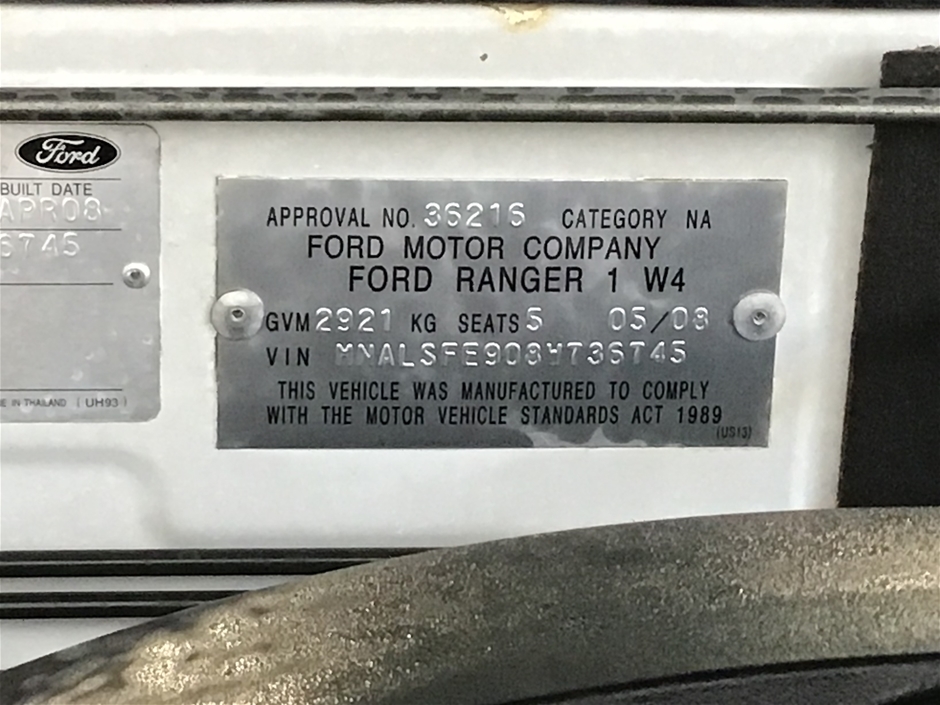 Ford
BUILT DATE
APR08
6745
E IN THAILAND ( UH93 )
APPROVAL NO. 36216 CATEGORY NA
FORD MOTOR COMPANY
FORD RANGER 1 W4
GVM 2921 KG SEATS 5 05/08
VIN MNALSFE908W736745
THIS VEHICLE WAS MANUFACTURED TO COMPLY
WITH THE MOTOR VEHICLE STANDARDS ACT 1989
(US13)